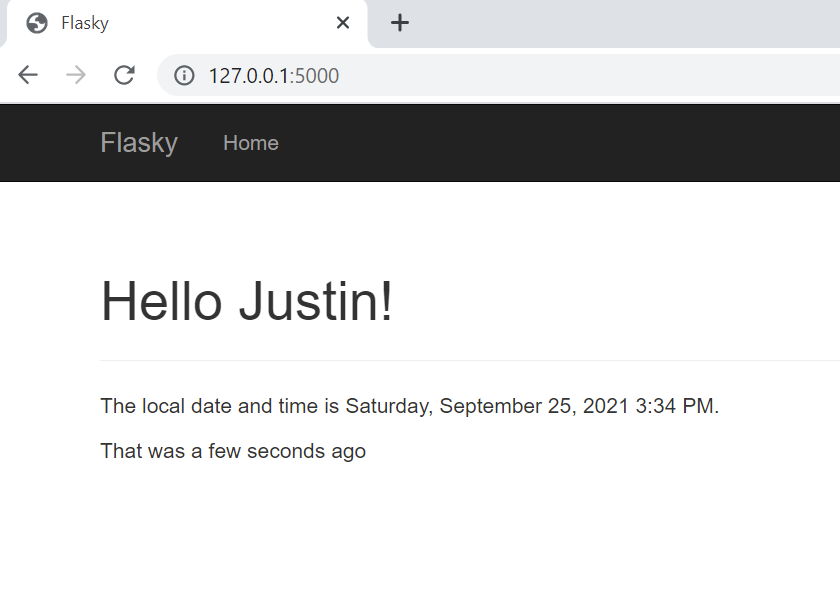 Flasky
127.0.0.1:5000
Flasky Home
Hello Justin!
The local date and time is Saturday, September 25, 2021 3:34 PM.
That was a few seconds ago